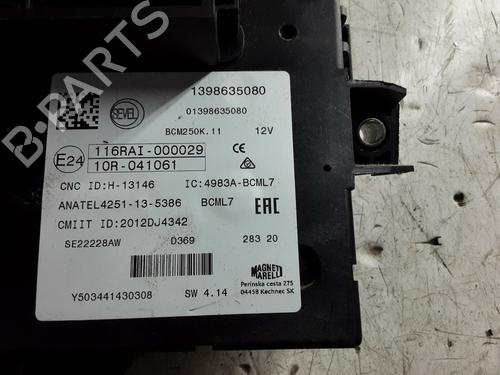 B-PARTS
SEVEL
1398635080
01398635080
BCM250K.11 12V
E24
116RAI-000029
10R-041061
CNC ID:H-13146 IC:4983A-BCML7
ANATEL4251-13-5386 BCML7
CMIIT ID:2012DJ4342
EAC
SE22228AW D369 283 20
MAGNETI
MARELLI
Perinska cesta 275
04458 Kechnec SK
Y503441430308 SW 4.14